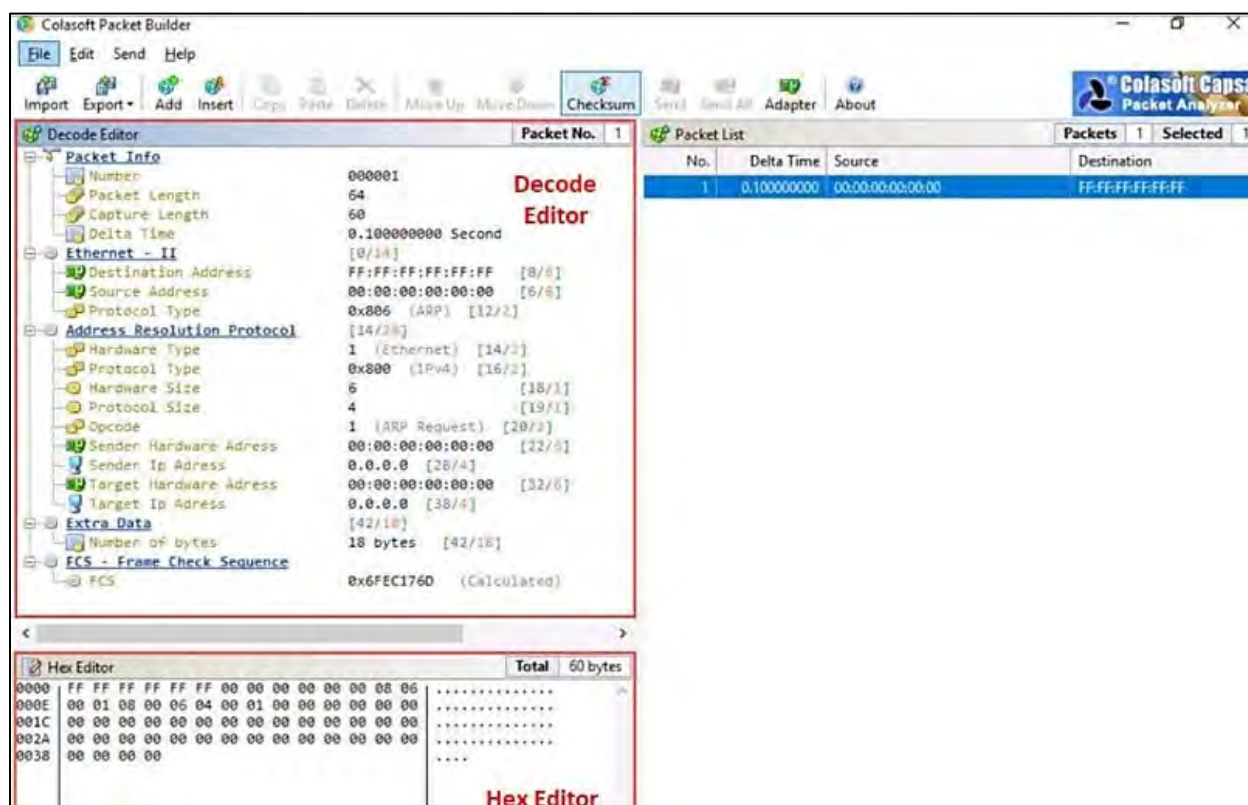 Colasoft Packet Builder
File Edit Send Help
Import Export Add Insert Copy Paste Delete Move Up Move Down Checksum Send Send All Adapter About
Colasoft Capsa
Packet Analyzer
Decode Editor Packet No. 1
Packet Info
Number 000001
Packet Length 64
Capture Length 60
Delta Time 0.100000000 Second
Ethernet - II [0/14]
Destination Address FF:FF:FF:FF:FF:FF [0/6]
Source Address 00:00:00:00:00:00 [6/6]
Protocol Type 0x806 (ARP) [12/2]
Address Resolution Protocol [14/28]
Hardware Type 1 (Ethernet) [14/2]
Protocol Type 0x800 (IPv4) [16/2]
Hardware Size 6 [18/1]
Protocol Size 4 [19/1]
Opcode 1 (ARP Request) [20/2]
Sender Hardware Adress 00:00:00:00:00:00 [22/6]
Sender Ip Adress 0.0.0.0 [28/4]
Target Hardware Adress 00:00:00:00:00:00 [32/6]
Target Ip Adress 0.0.0.0 [38/4]
Extra Data [42/18]
Number of bytes 18 bytes [42/18]
FCS - Frame Check Sequence
FCS 0x6FEC176D (Calculated)
Decode
Editor
Packet List Packets 1 Selected 1
No. Delta Time Source Destination
1 0.100000000 00:00:00:00:00:00 FF:FF:FF:FF:FF:FF
Hex Editor Total 60 bytes
0000 FF FF FF FF FF FF 00 00 00 00 00 00 08 06 ..............
000E 00 01 08 00 06 04 00 01 00 00 00 00 00 00 ..............
001C 00 00 00 00 00 00 00 00 00 00 00 00 00 00 ..............
002A 00 00 00 00 00 00 00 00 00 00 00 00 00 00 ..............
0038 00 00 00 00 ....
Hex Editor